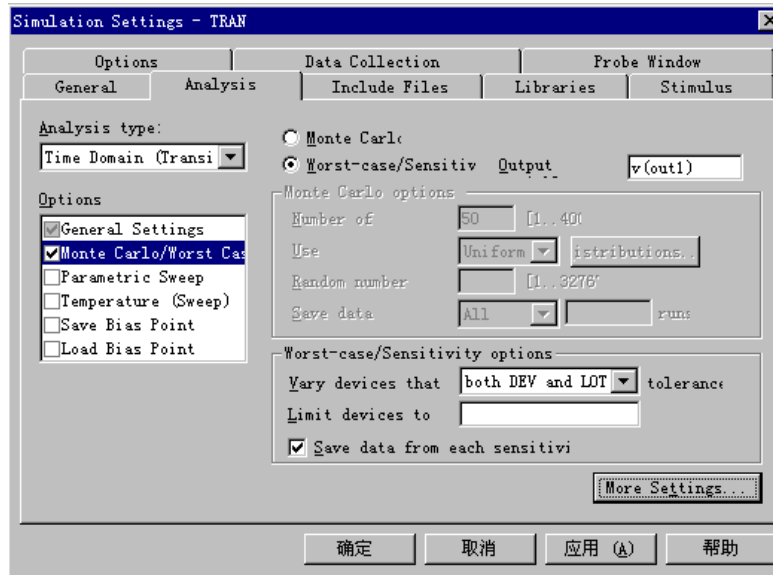 Simulation Settings - TRAN
Options Data Collection Probe Window
General Analysis Include Files Libraries Stimulus
Analysis type:
Time Domain (Transi
Options
General Settings
Monte Carlo/Worst Cas
Parametric Sweep
Temperature (Sweep)
Save Bias Point
Load Bias Point
Monte Carlo
Worst-case/Sensitiv Output v(out1)
Monte Carlo options
Number of 50 [1..400
Use Uniform istributions..
Random number [1..3276
Save data All runs
Worst-case/Sensitivity options
Vary devices that both DEV and LOT tolerance
Limit devices to
Save data from each sensitivi
More Settings...
确定 取消 应用 (A) 帮助